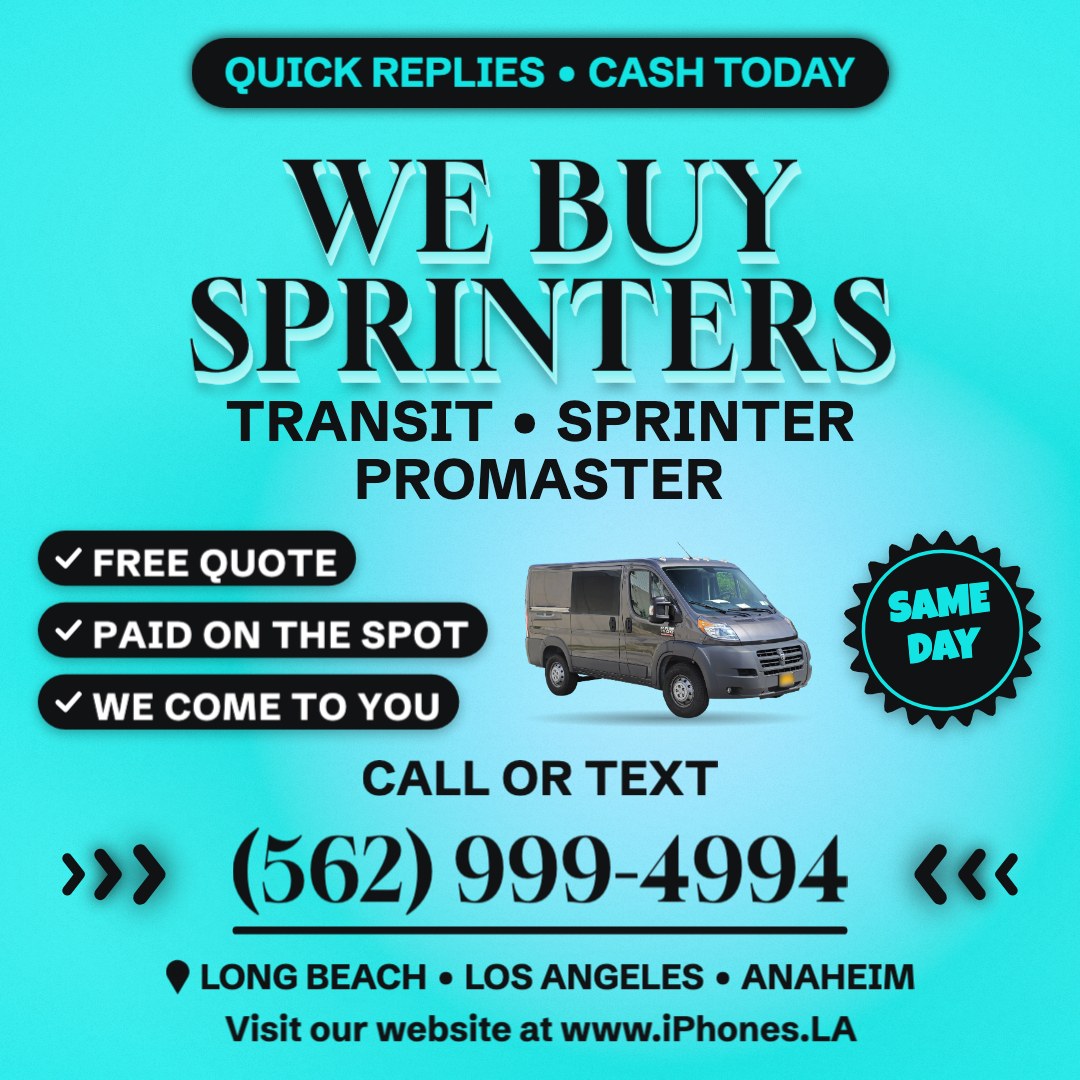 QUICK REPLIES • CASH TODAY
WE BUY
SPRINTERS
TRANSIT • SPRINTER
PROMASTER
✓ FREE QUOTE
✓ PAID ON THE SPOT
✓ WE COME TO YOU
SAME
DAY
CALL OR TEXT
(562) 999-4994
LONG BEACH • LOS ANGELES • ANAHEIM
Visit our website at www.iPhones.LA